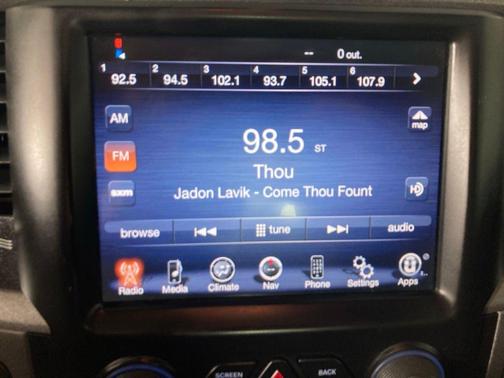 -- 0 out.
1 92.5 2 94.5 3 102.1 4 93.7 5 105.1 6 107.9
AM
map
98.5 ST
FM
Thou
sxm
Jadon Lavik - Come Thou Fount
HD
browse tune audio
Radio Media Climate Nav Phone Settings Apps
SCREEN BACK